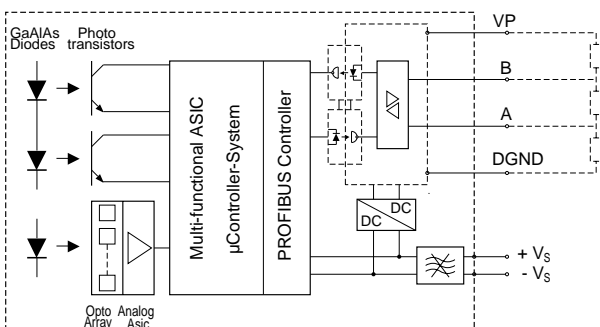 GaAlAs Photo
Diodes transistors
Multi-functional ASIC
µController-System
PROFIBUS Controller
VP
B
A
DGND
DC
DC
+ VS
- VS
Opto Analog
Array Asic